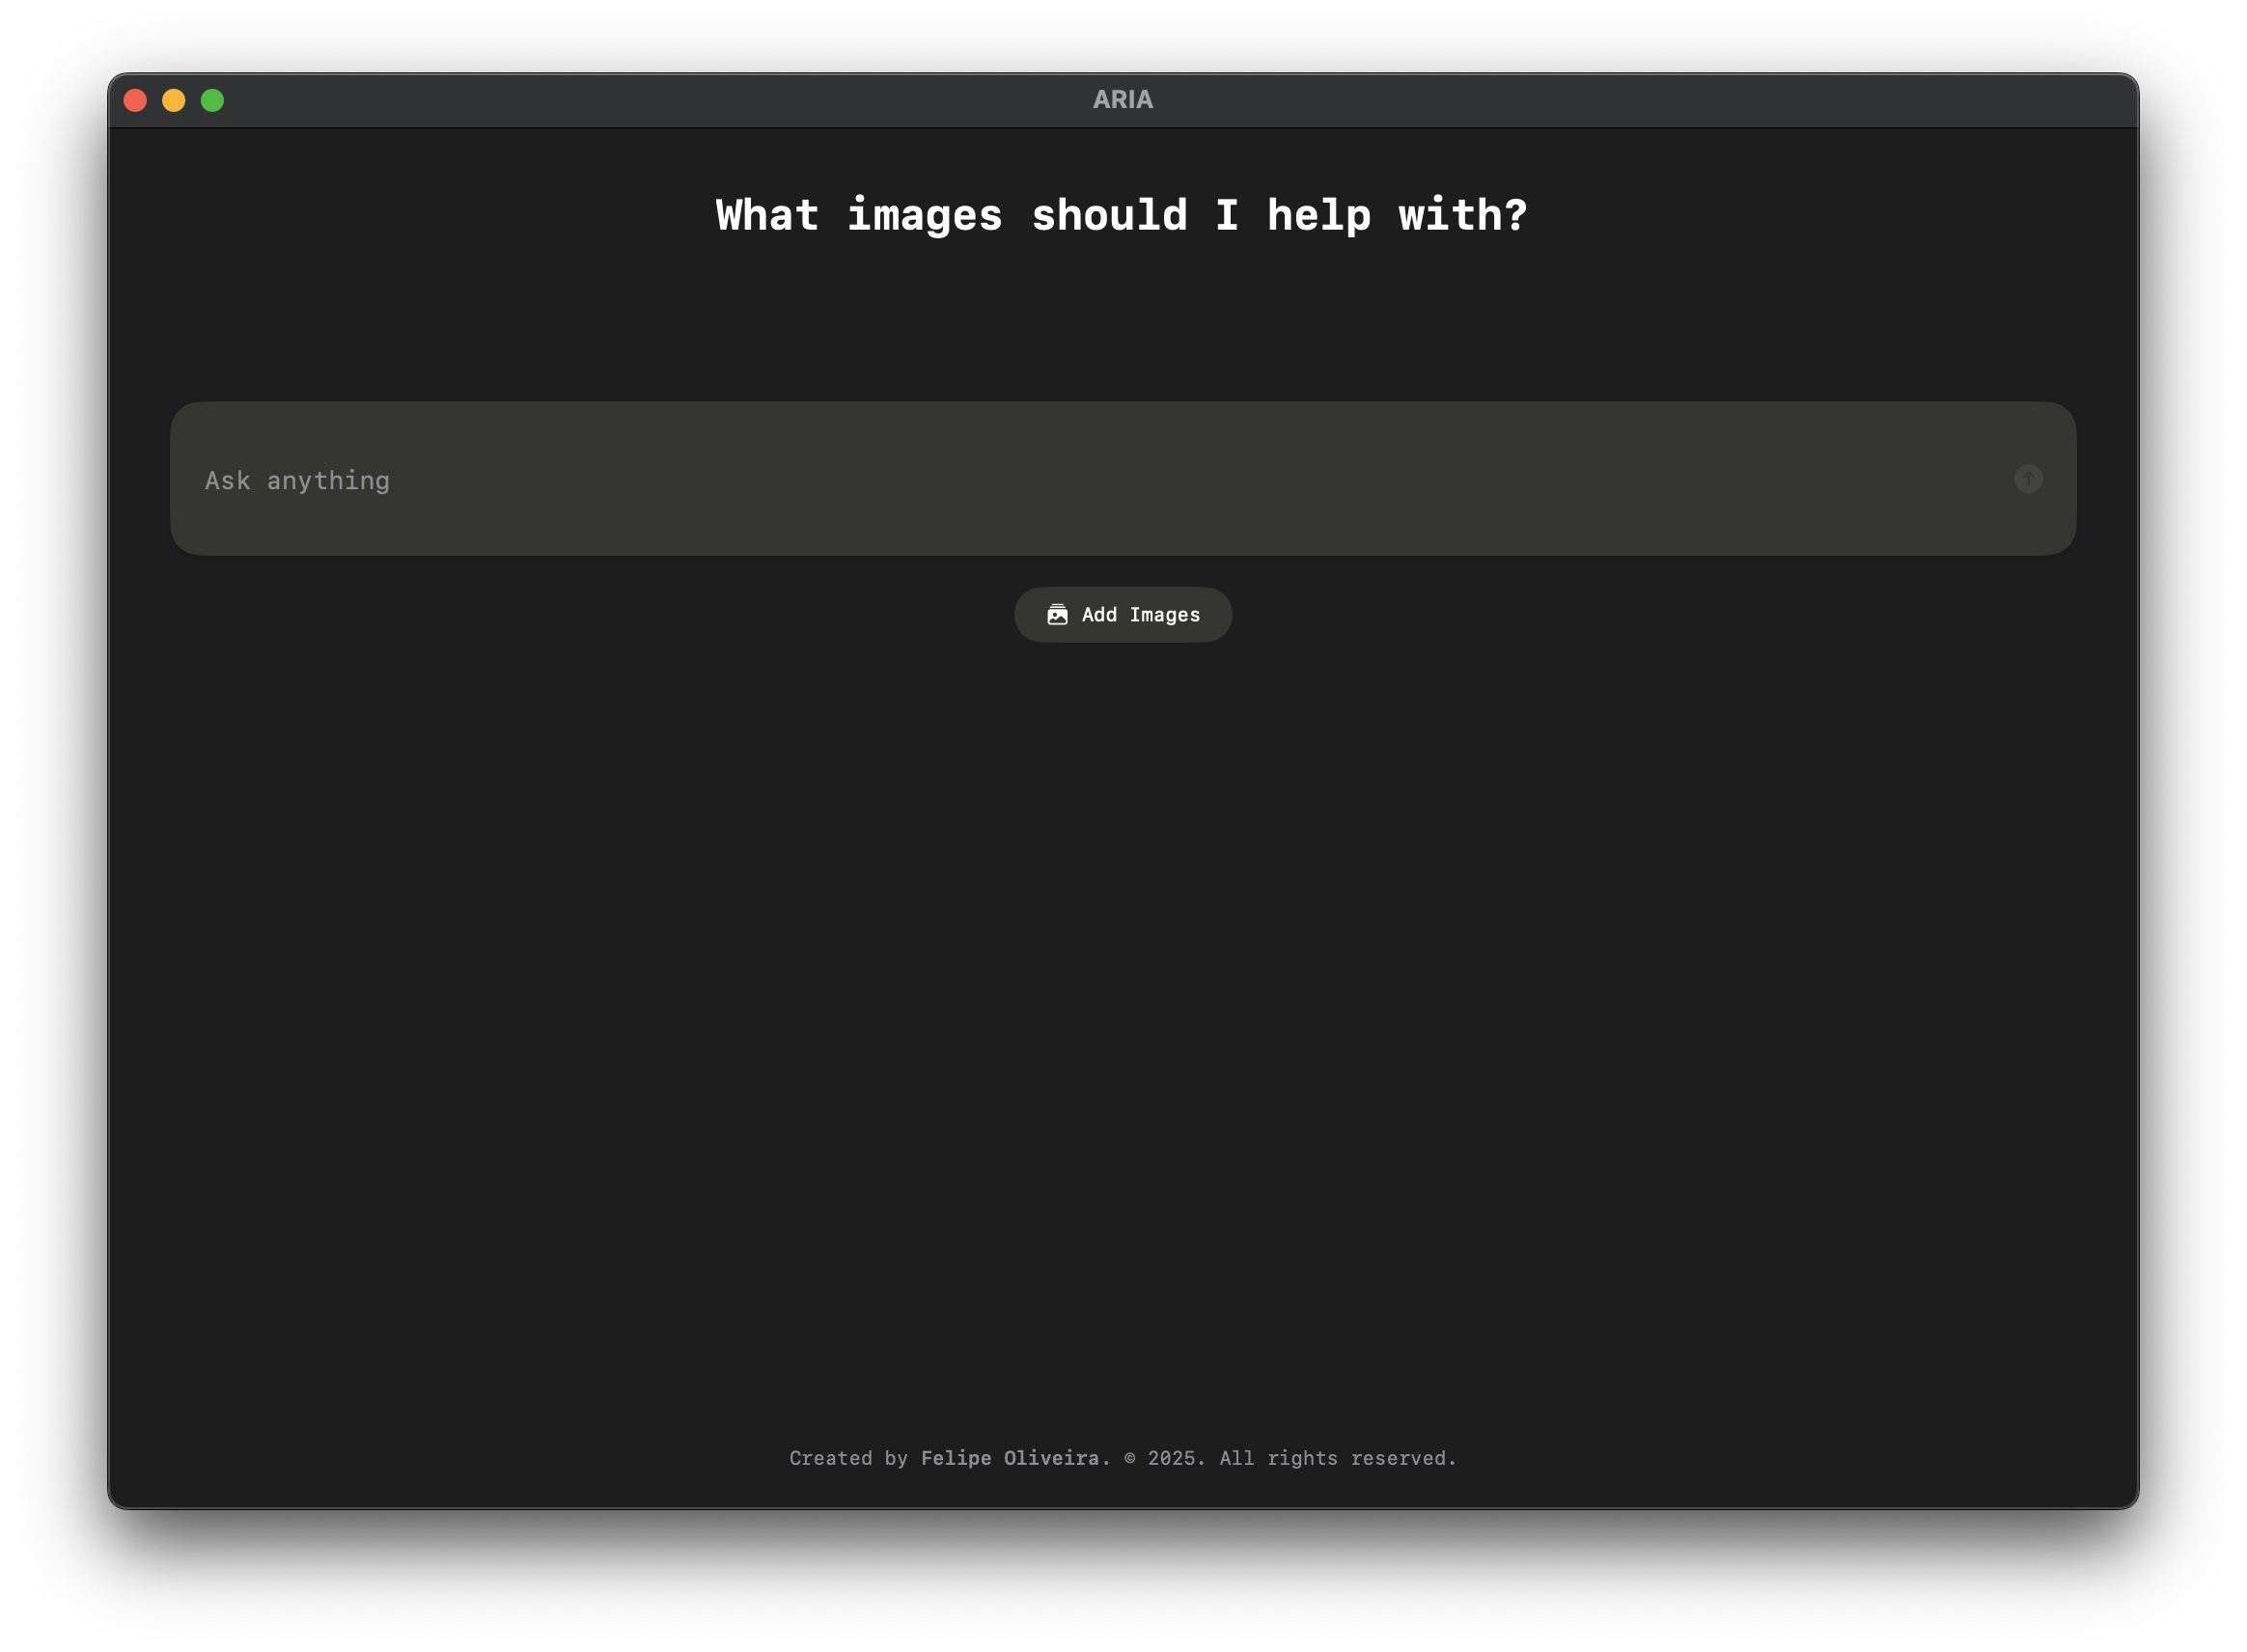 ARIA
What images should I help with?
Ask anything
Add Images
Created by Felipe Oliveira. © 2025. All rights reserved.